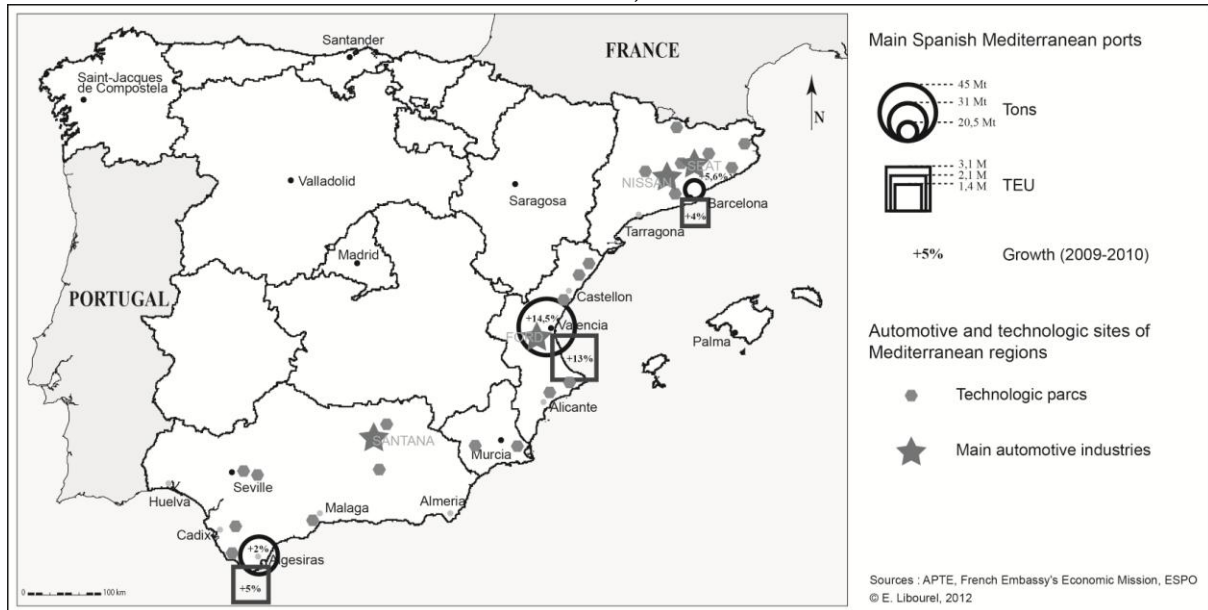 Santander
FRANCE
Saint-Jacques
de Compostela
N
Valladolid
SEAT
NISSAN
+5,6%
Saragosa
Barcelona
+4%
Tarragona
Madrid
PORTUGAL
Castellon
+14,5%
Valencia
FORD
Palma
+13%
Alicante
SANTANA
Murcia
Seville
Huelva
Malaga
Almeria
Cadix
+2%
Algesiras
+5%
0 100 km
Main Spanish Mediterranean ports
45 Mt
31 Mt
20,5 Mt
Tons
3,1 M
2,1 M
1,4 M
TEU
+5% Growth (2009-2010)
Automotive and technologic sites of
Mediterranean regions
Technologic parcs
Main automotive industries
Sources : APTE, French Embassy's Economic Mission, ESPO
© E. Libourel, 2012